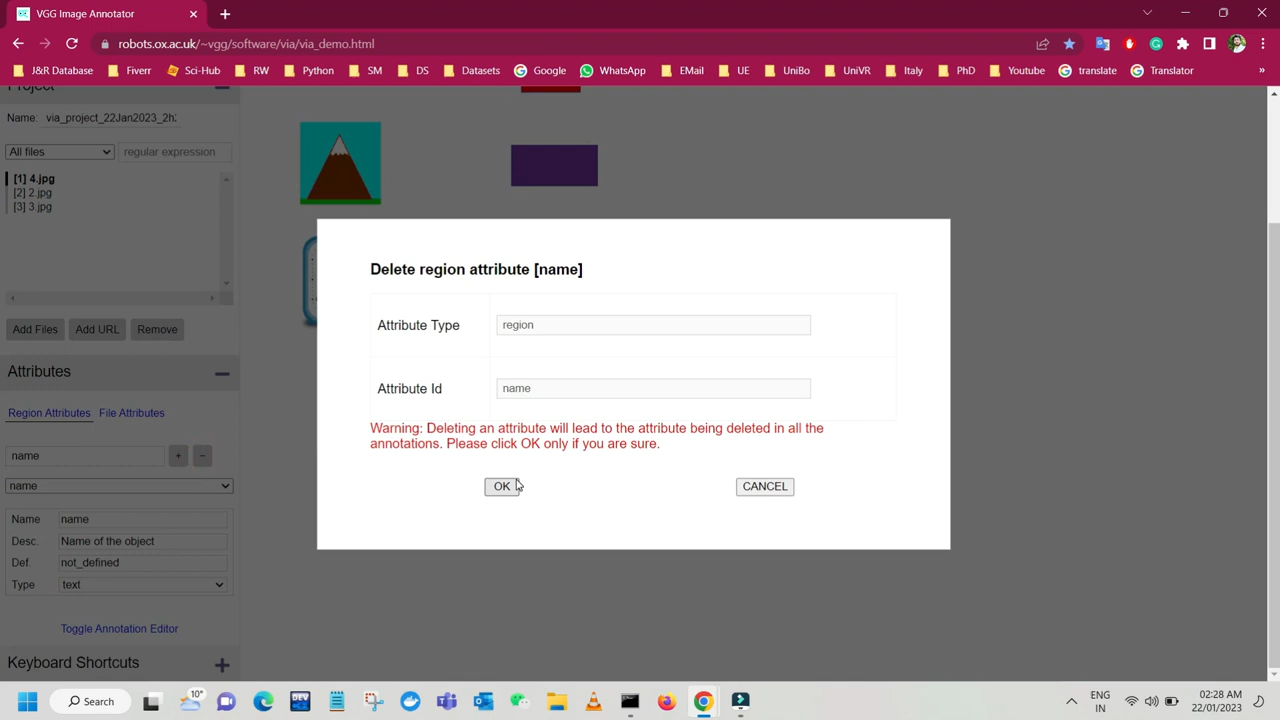 VGG Image Annotator
robots.ox.ac.uk/~vgg/software/via/via_demo.html
J&R Database Fiverr Sci-Hub RW Python SM DS Datasets Google WhatsApp EMail UE UniBo UniVR Italy PhD Youtube translate Translator »
Project
Name: via_project_22Jan2023_2h
All files regular expression
[1] 4.jpg
[2] 2.jpg
[3] 3.jpg
Delete region attribute [name]
Attribute Type region
Add Files Add URL Remove
Attributes
Attribute Id name
Region Attributes File Attributes
Warning: Deleting an attribute will lead to the attribute being deleted in all the
annotations. Please click OK only if you are sure.
name + −
name
OK CANCEL
Name name
Desc. Name of the object
Def. not_defined
Type text
Toggle Annotation Editor
Keyboard Shortcuts
Search 10° DEV
ENG
IN
02:28 AM
22/01/2023